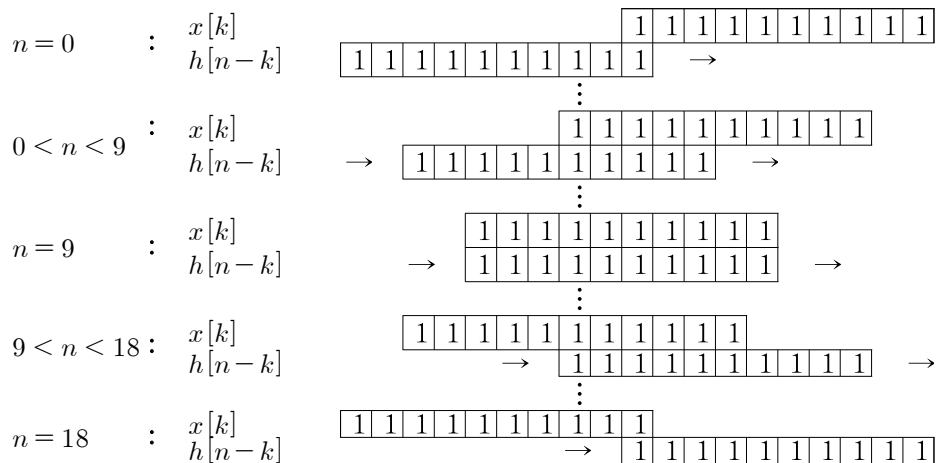 n = 0 : x[k] 1 1 1 1 1 1 1 1 1 1
h[n−k] 1 1 1 1 1 1 1 1 1 1 →
⋮
0 < n < 9 : x[k] 1 1 1 1 1 1 1 1 1 1
h[n−k] → 1 1 1 1 1 1 1 1 1 1 →
⋮
n = 9 : x[k] 1 1 1 1 1 1 1 1 1 1
h[n−k] → 1 1 1 1 1 1 1 1 1 1 →
⋮
9 < n < 18 : x[k] 1 1 1 1 1 1 1 1 1 1 1
h[n−k] → 1 1 1 1 1 1 1 1 1 1 →
⋮
n = 18 : x[k] 1 1 1 1 1 1 1 1 1 1
h[n−k] → 1 1 1 1 1 1 1 1 1 1